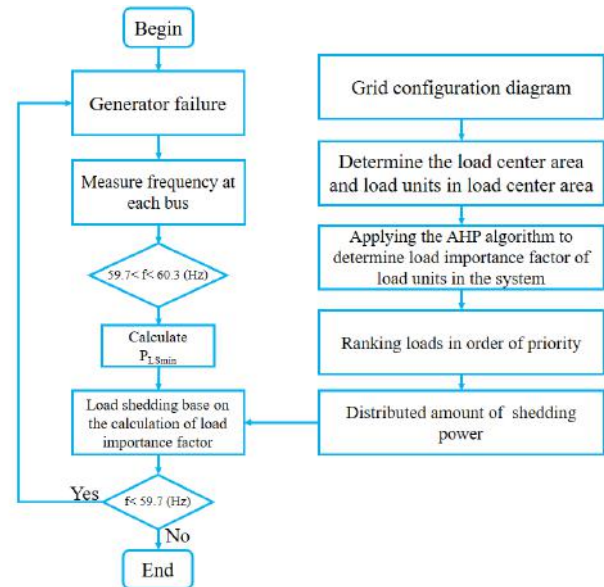 Begin
Generator failure
Measure frequency at
each bus
59.7< f< 60.3 (Hz)
Calculate
PLSmin
Load shedding base on
the calculation of load
importance factor
Yes
f< 59.7 (Hz)
No
End
Grid configuration diagram
Determine the load center area
and load units in load center area
Applying the AHP algorithm to
determine load importance factor of
load units in the system
Ranking loads in order of priority
Distributed amount of shedding
power